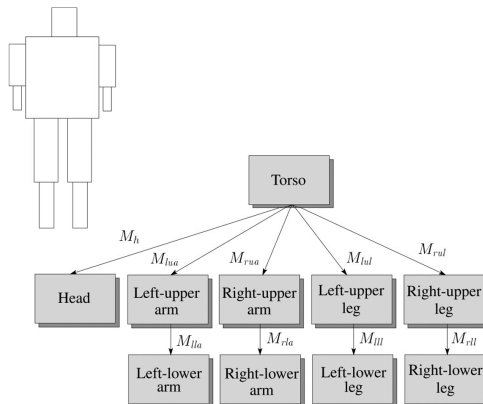 Torso
M_h
M_lua
M_rua
M_lul
M_rul
Head
Left-upper
arm
Right-upper
arm
Left-upper
leg
Right-upper
leg
M_lla
M_rla
M_lll
M_rll
Left-lower
arm
Right-lower
arm
Left-lower
leg
Right-lower
leg